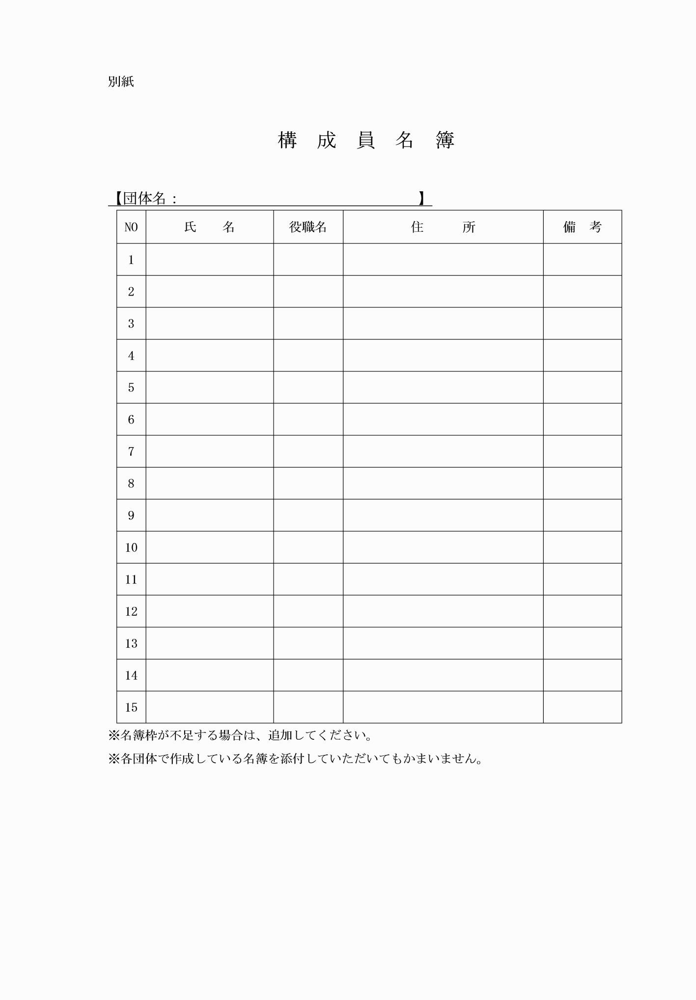 別紙
構　成　員　名　簿
【団体名：　　　　　　　　　　　　　　　　】
NO　氏　　名　役職名　住　　　所　備　考
1
2
3
4
5
6
7
8
9
10
11
12
13
14
15
※名簿枠が不足する場合は、追加してください。
※各団体で作成している名簿を添付していただいてもかまいません。